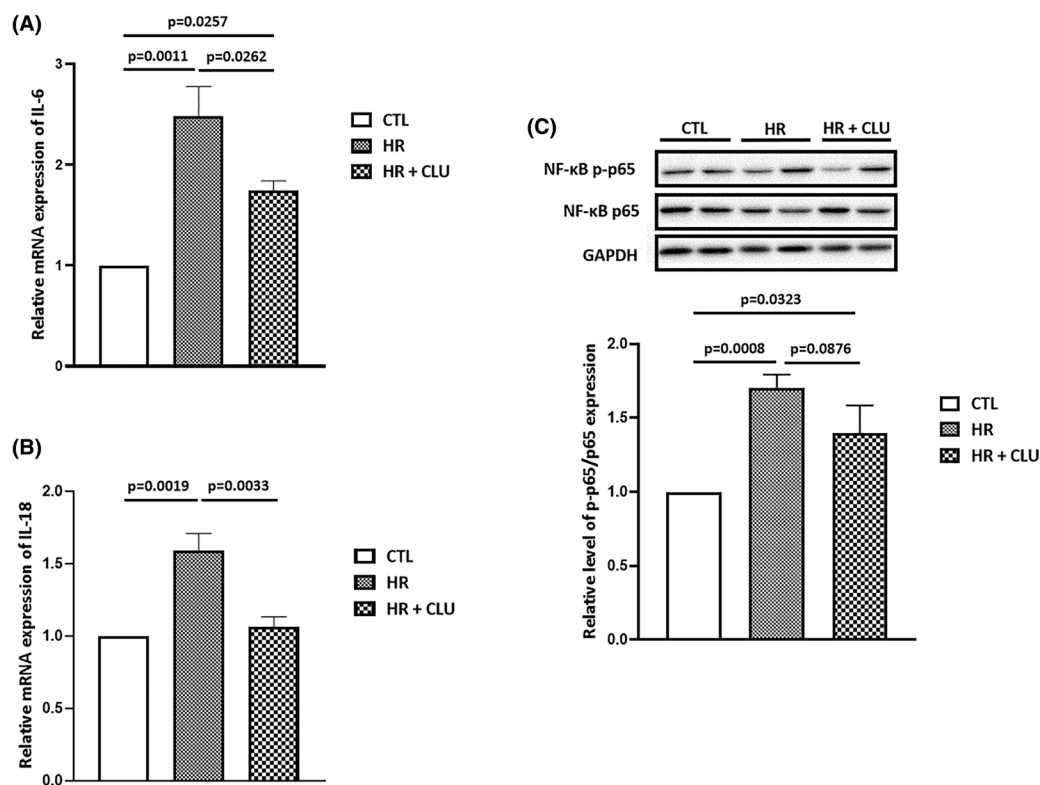 (A)
p=0.0257
p=0.0011 p=0.0262
Relative mRNA expression of IL-6
3
2
1
0
CTL
HR
HR + CLU
(B)
p=0.0019 p=0.0033
Relative mRNA expression of IL-18
2.0
1.5
1.0
0.5
0.0
CTL
HR
HR + CLU
(C)
CTL HR HR + CLU
NF-κB p-p65
NF-κB p65
GAPDH
p=0.0323
p=0.0008 p=0.0876
Relative level of p-p65/p65 expression
2.0
1.5
1.0
0.5
0.0
CTL
HR
HR + CLU